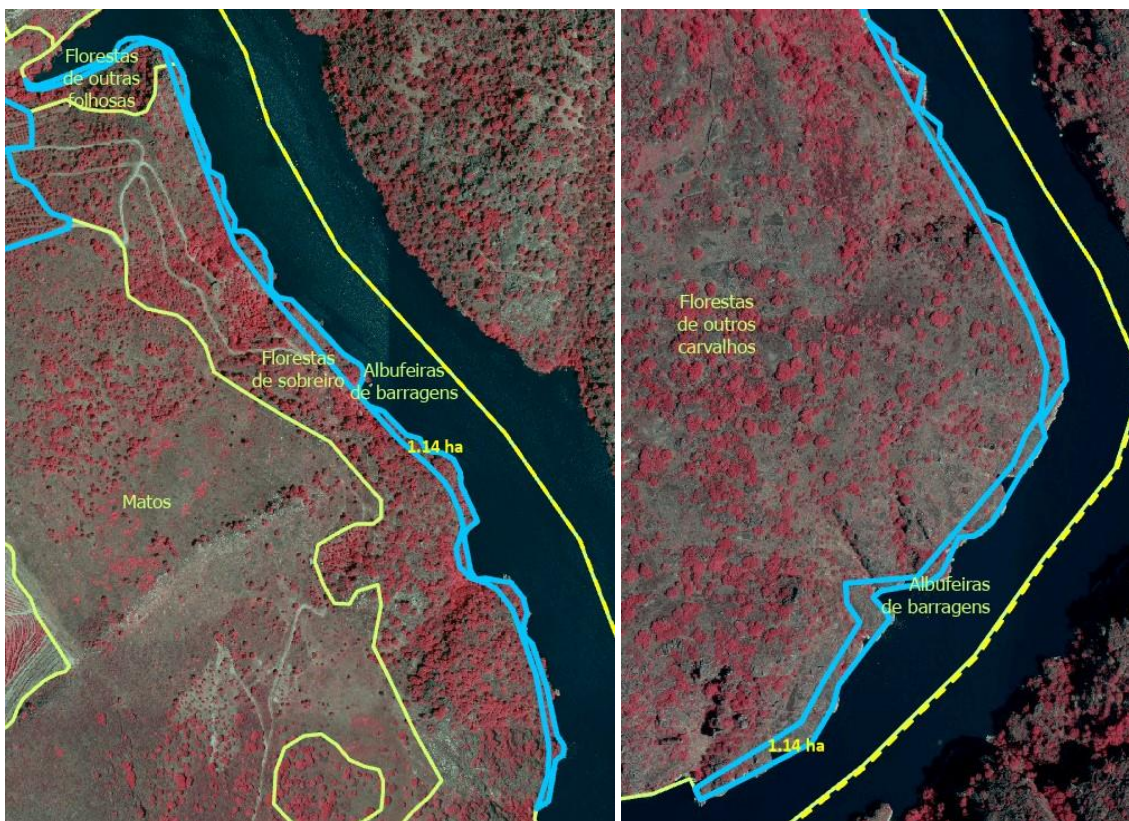 Florestas
de outras
folhosas
Florestas
de sobreiro
Albufeiras
de barragens
1.14 ha
Matos
Florestas
de outros
carvalhos
Albufeiras
de barragens
1.14 ha